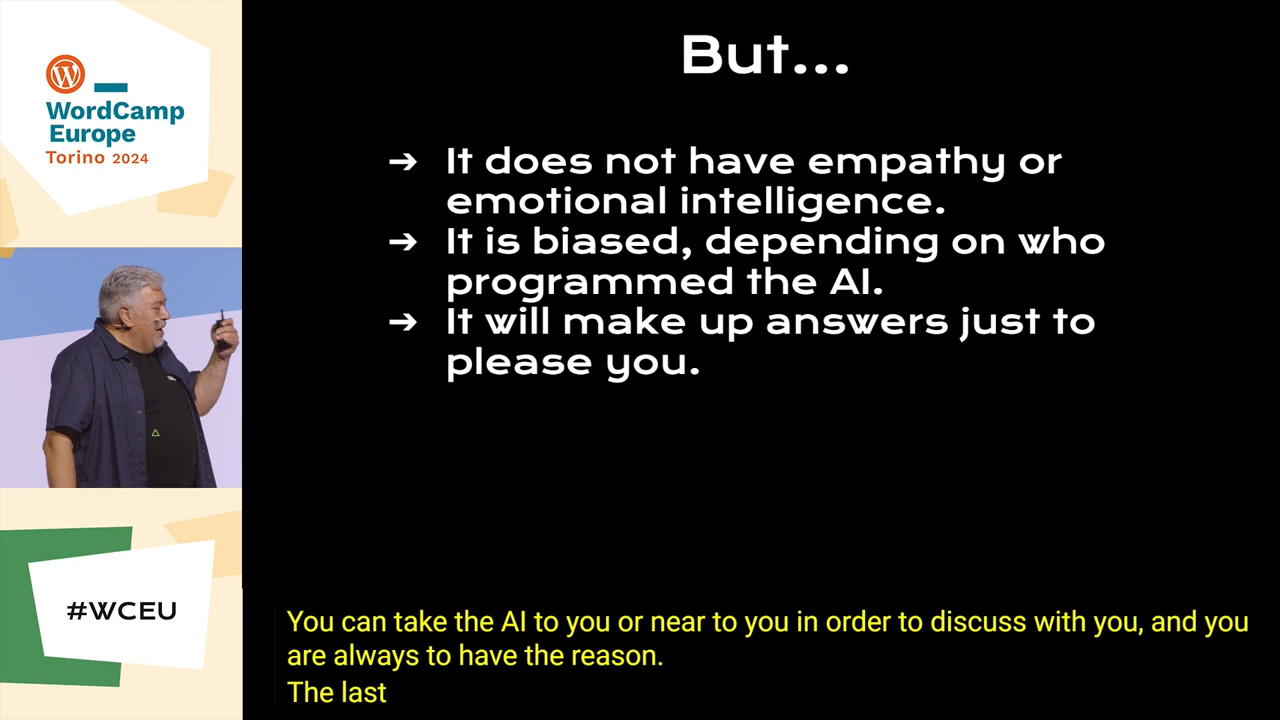 WordCamp
Europe
Torino 2024
#WCEU
But...
➔ It does not have empathy or
emotional intelligence.
➔ It is biased, depending on who
programmed the AI.
➔ It will make up answers just to
please you.
You can take the AI to you or near to you in order to discuss with you, and you
are always to have the reason.
The last